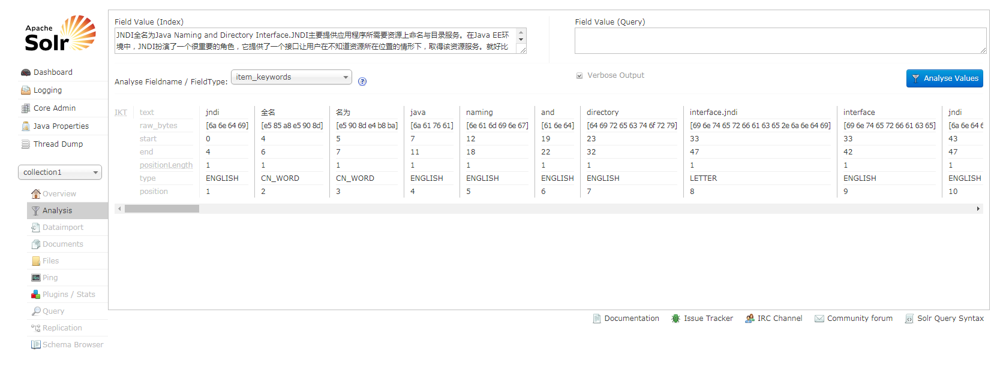 Apache
Solr
Dashboard
Logging
Core Admin
Java Properties
Thread Dump
collection1
Overview
Analysis
Dataimport
Documents
Files
Ping
Plugins / Stats
Query
Replication
Schema Browser
Field Value (Index)
JNDI全名为Java Naming and Directory Interface.JNDI主要提供应用程序所需要资源上命名与目录服务。在Java EE环
境中，JNDI扮演了一个很重要的角色，它提供了一个接口让用户在不知道资源所在位置的情形下，取得该资源服务。就好比
Field Value (Query)
Analyse Fieldname / FieldType: item_keywords ?
Verbose Output
Analyse Values
IKT text jndi 全名 名为 java naming and directory interface.jndi interface jndi
raw_bytes [6a 6e 64 69] [e5 85 a8 e5 90 8d] [e5 90 8d e4 b8 ba] [6a 61 76 61] [6e 61 6d 69 6e 67] [61 6e 64] [64 69 72 65 63 74 6f 72 79] [69 6e 74 65 72 66 61 63 65 2e 6a 6e 64 69] [69 6e 74 65 72 66 61 63 65] [6a 6e 64 6
start 0 4 5 7 12 19 23 33 33 43
end 4 6 7 11 18 22 32 47 42 47
positionLength 1 1 1 1 1 1 1 1 1 1
type ENGLISH CN_WORD CN_WORD ENGLISH ENGLISH ENGLISH ENGLISH LETTER ENGLISH ENGLISH
position 1 2 3 4 5 6 7 8 9 10
Documentation Issue Tracker IRC Channel Community forum Solr Query Syntax